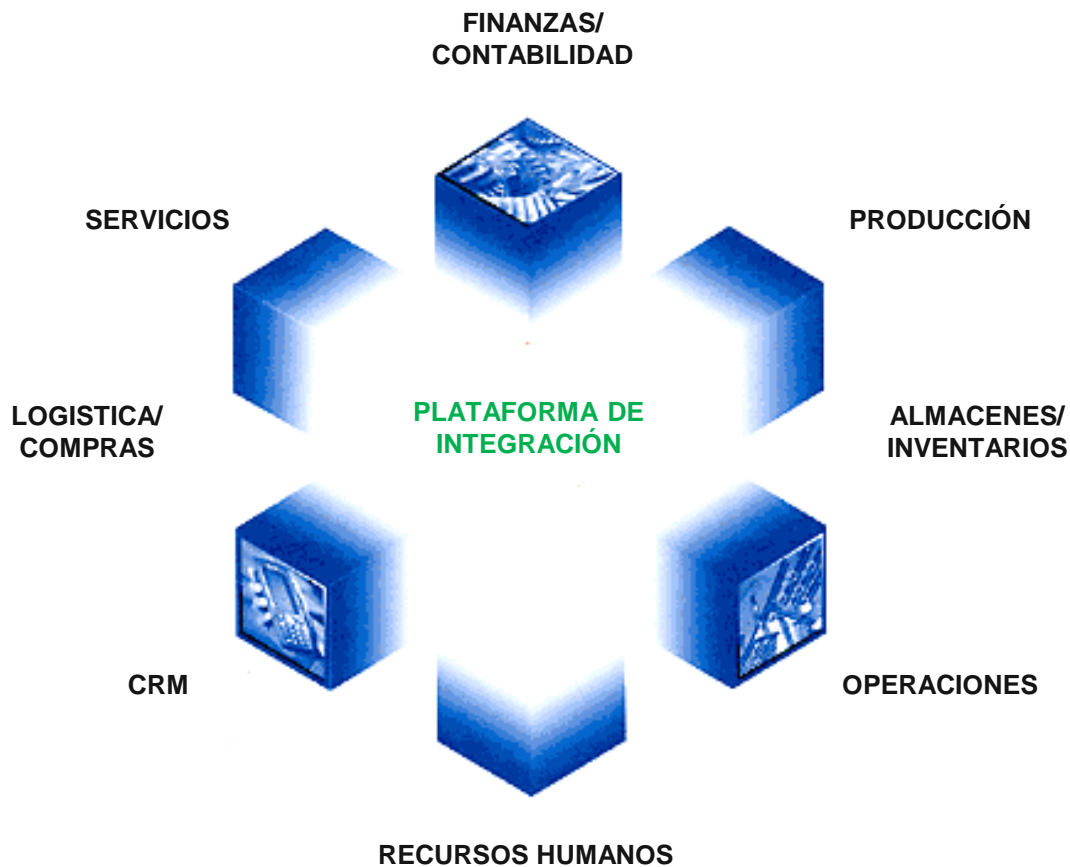 FINANZAS/
CONTABILIDAD
SERVICIOS
PRODUCCIÓN
LOGISTICA/
COMPRAS
PLATAFORMA DE
INTEGRACIÓN
ALMACENES/
INVENTARIOS
CRM
OPERACIONES
RECURSOS HUMANOS